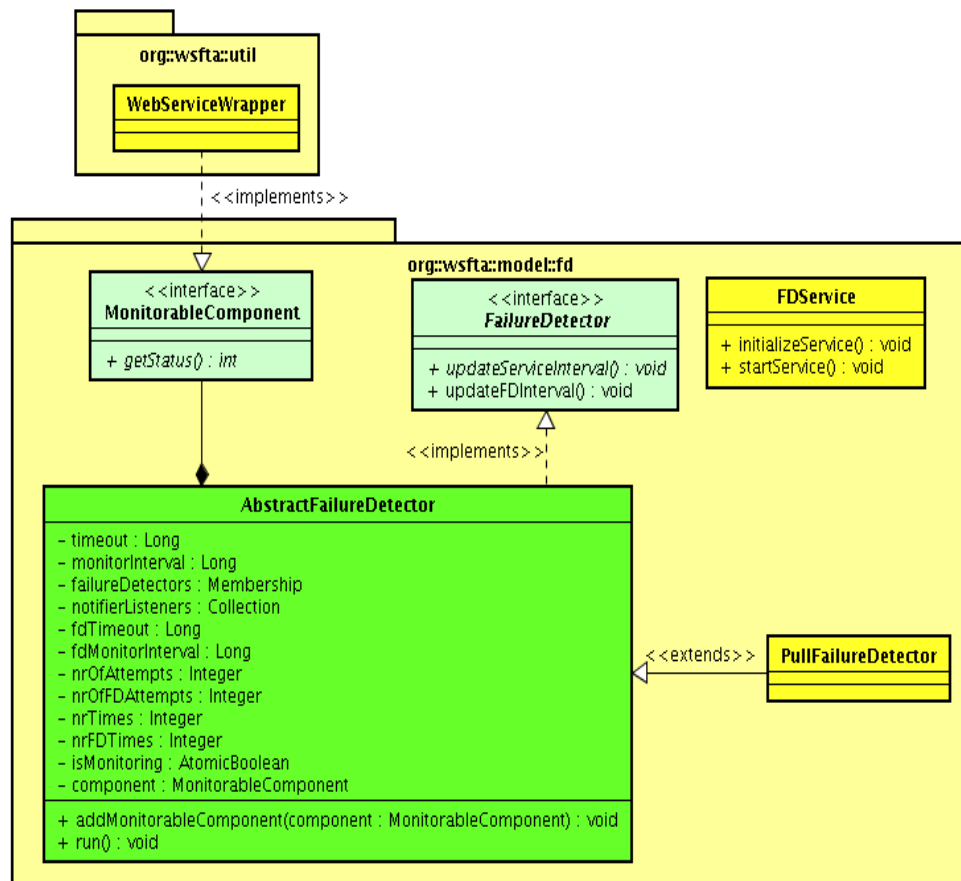 org::wsfta::util
WebServiceWrapper
<<implements>>
org::wsfta::model::fd
<<interface>>
MonitorableComponent
+ getStatus() : int
<<interface>>
FailureDetector
+ updateServiceInterval() : void
+ updateFDInterval() : void
FDService
+ initializeService() : void
+ startService() : void
<<implements>>
AbstractFailureDetector
- timeout : Long
- monitorInterval : Long
- failureDetectors : Membership
- notifierListeners : Collection
- fdTimeout : Long
- fdMonitorInterval : Long
- nrOfAttempts : Integer
- nrOfFDAttempts : Integer
- nrTimes : Integer
- nrFDTimes : Integer
- isMonitoring : AtomicBoolean
- component : MonitorableComponent
+ addMonitorableComponent(component : MonitorableComponent) : void
+ run() : void
<<extends>>
PullFailureDetector